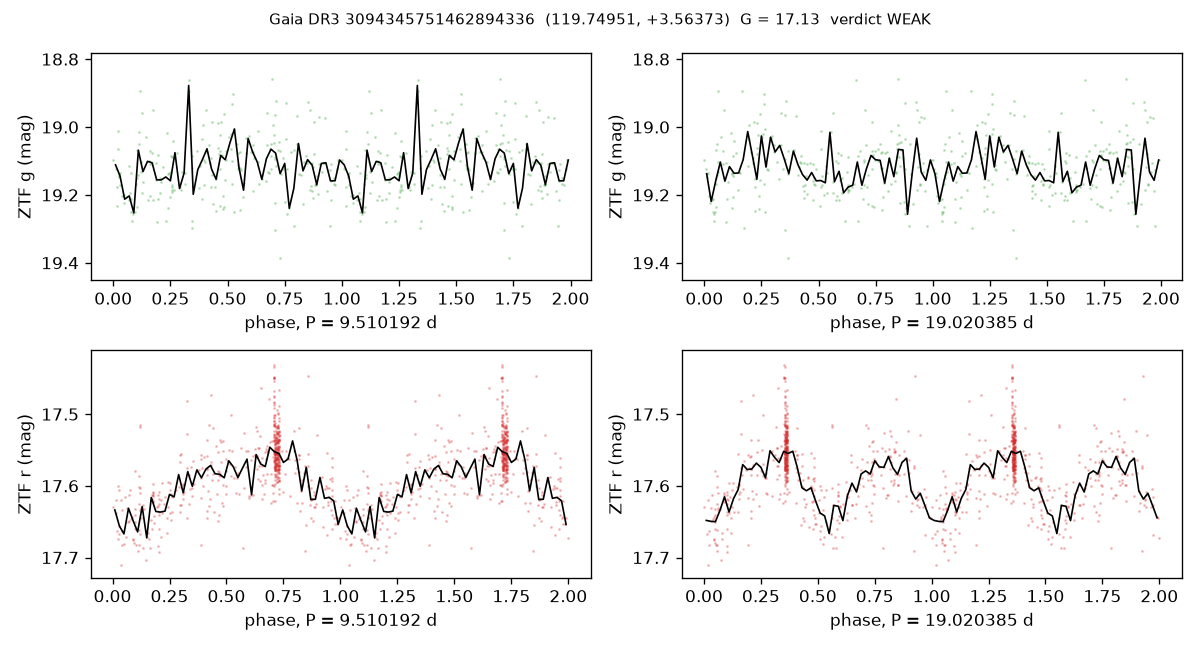 Gaia DR3 3094345751462894336  (119.74951, +3.56373)  G = 17.13  verdict WEAK
ZTF g (mag)
18.8
19.0
19.2
19.4
0.00 0.25 0.50 0.75 1.00 1.25 1.50 1.75 2.00
phase, P = 9.510192 d
ZTF g (mag)
18.8
19.0
19.2
19.4
0.00 0.25 0.50 0.75 1.00 1.25 1.50 1.75 2.00
phase, P = 19.020385 d
ZTF r (mag)
17.5
17.6
17.7
0.00 0.25 0.50 0.75 1.00 1.25 1.50 1.75 2.00
phase, P = 9.510192 d
ZTF r (mag)
17.5
17.6
17.7
0.00 0.25 0.50 0.75 1.00 1.25 1.50 1.75 2.00
phase, P = 19.020385 d